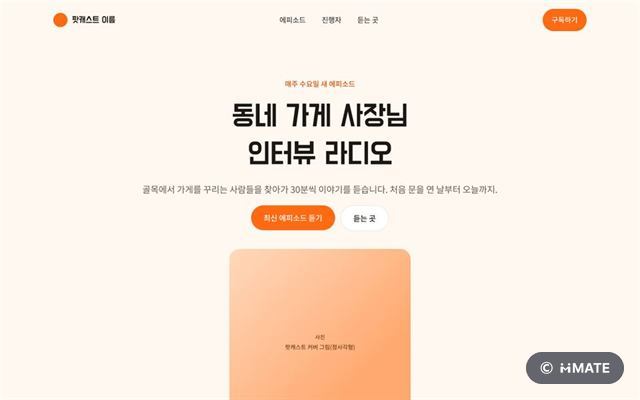 팟캐스트 이름
에피소드 진행자 듣는 곳
구독하기
매주 수요일 새 에피소드
동네 가게 사장님
인터뷰 라디오
골목에서 가게를 꾸리는 사람들을 찾아가 30분씩 이야기를 듣습니다. 처음 문을 연 날부터 오늘까지.
최신 에피소드 듣기 듣는 곳
사진
팟캐스트 커버 그림(정사각형)
© MMATE